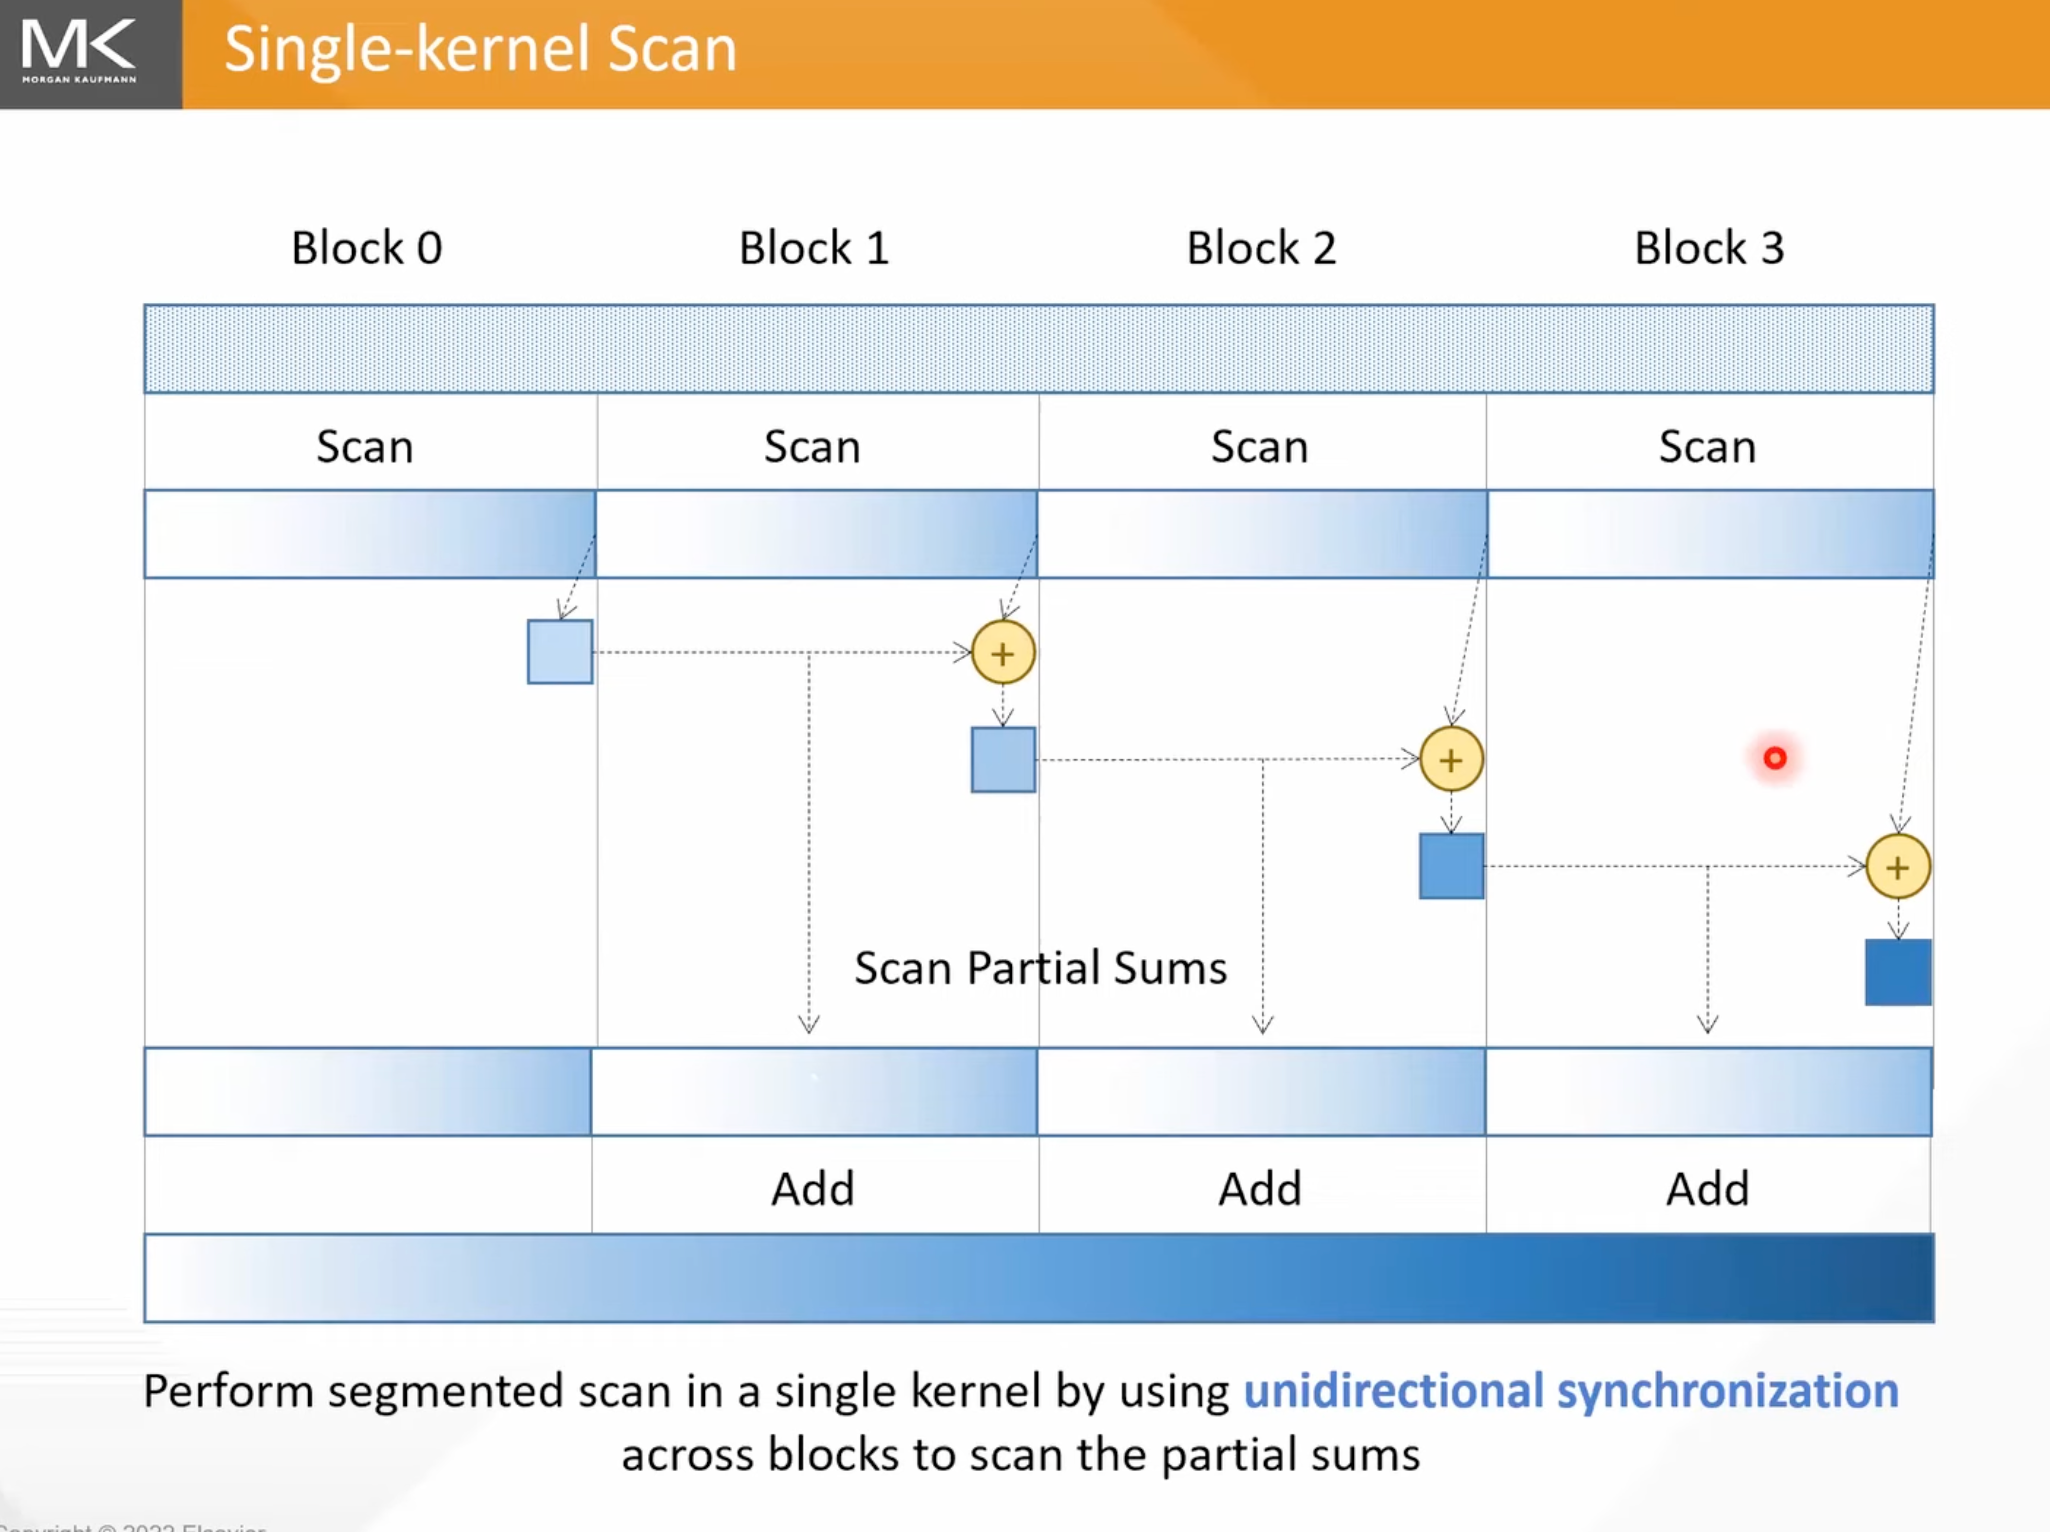 MK
MORGAN KAUFMANN
Single-kernel Scan
Block 0 Block 1 Block 2 Block 3
Scan Scan Scan Scan
+
+
+
Scan Partial Sums
Add Add Add
Perform segmented scan in a single kernel by using unidirectional synchronization
across blocks to scan the partial sums
Copyright © 2022 Elsevier